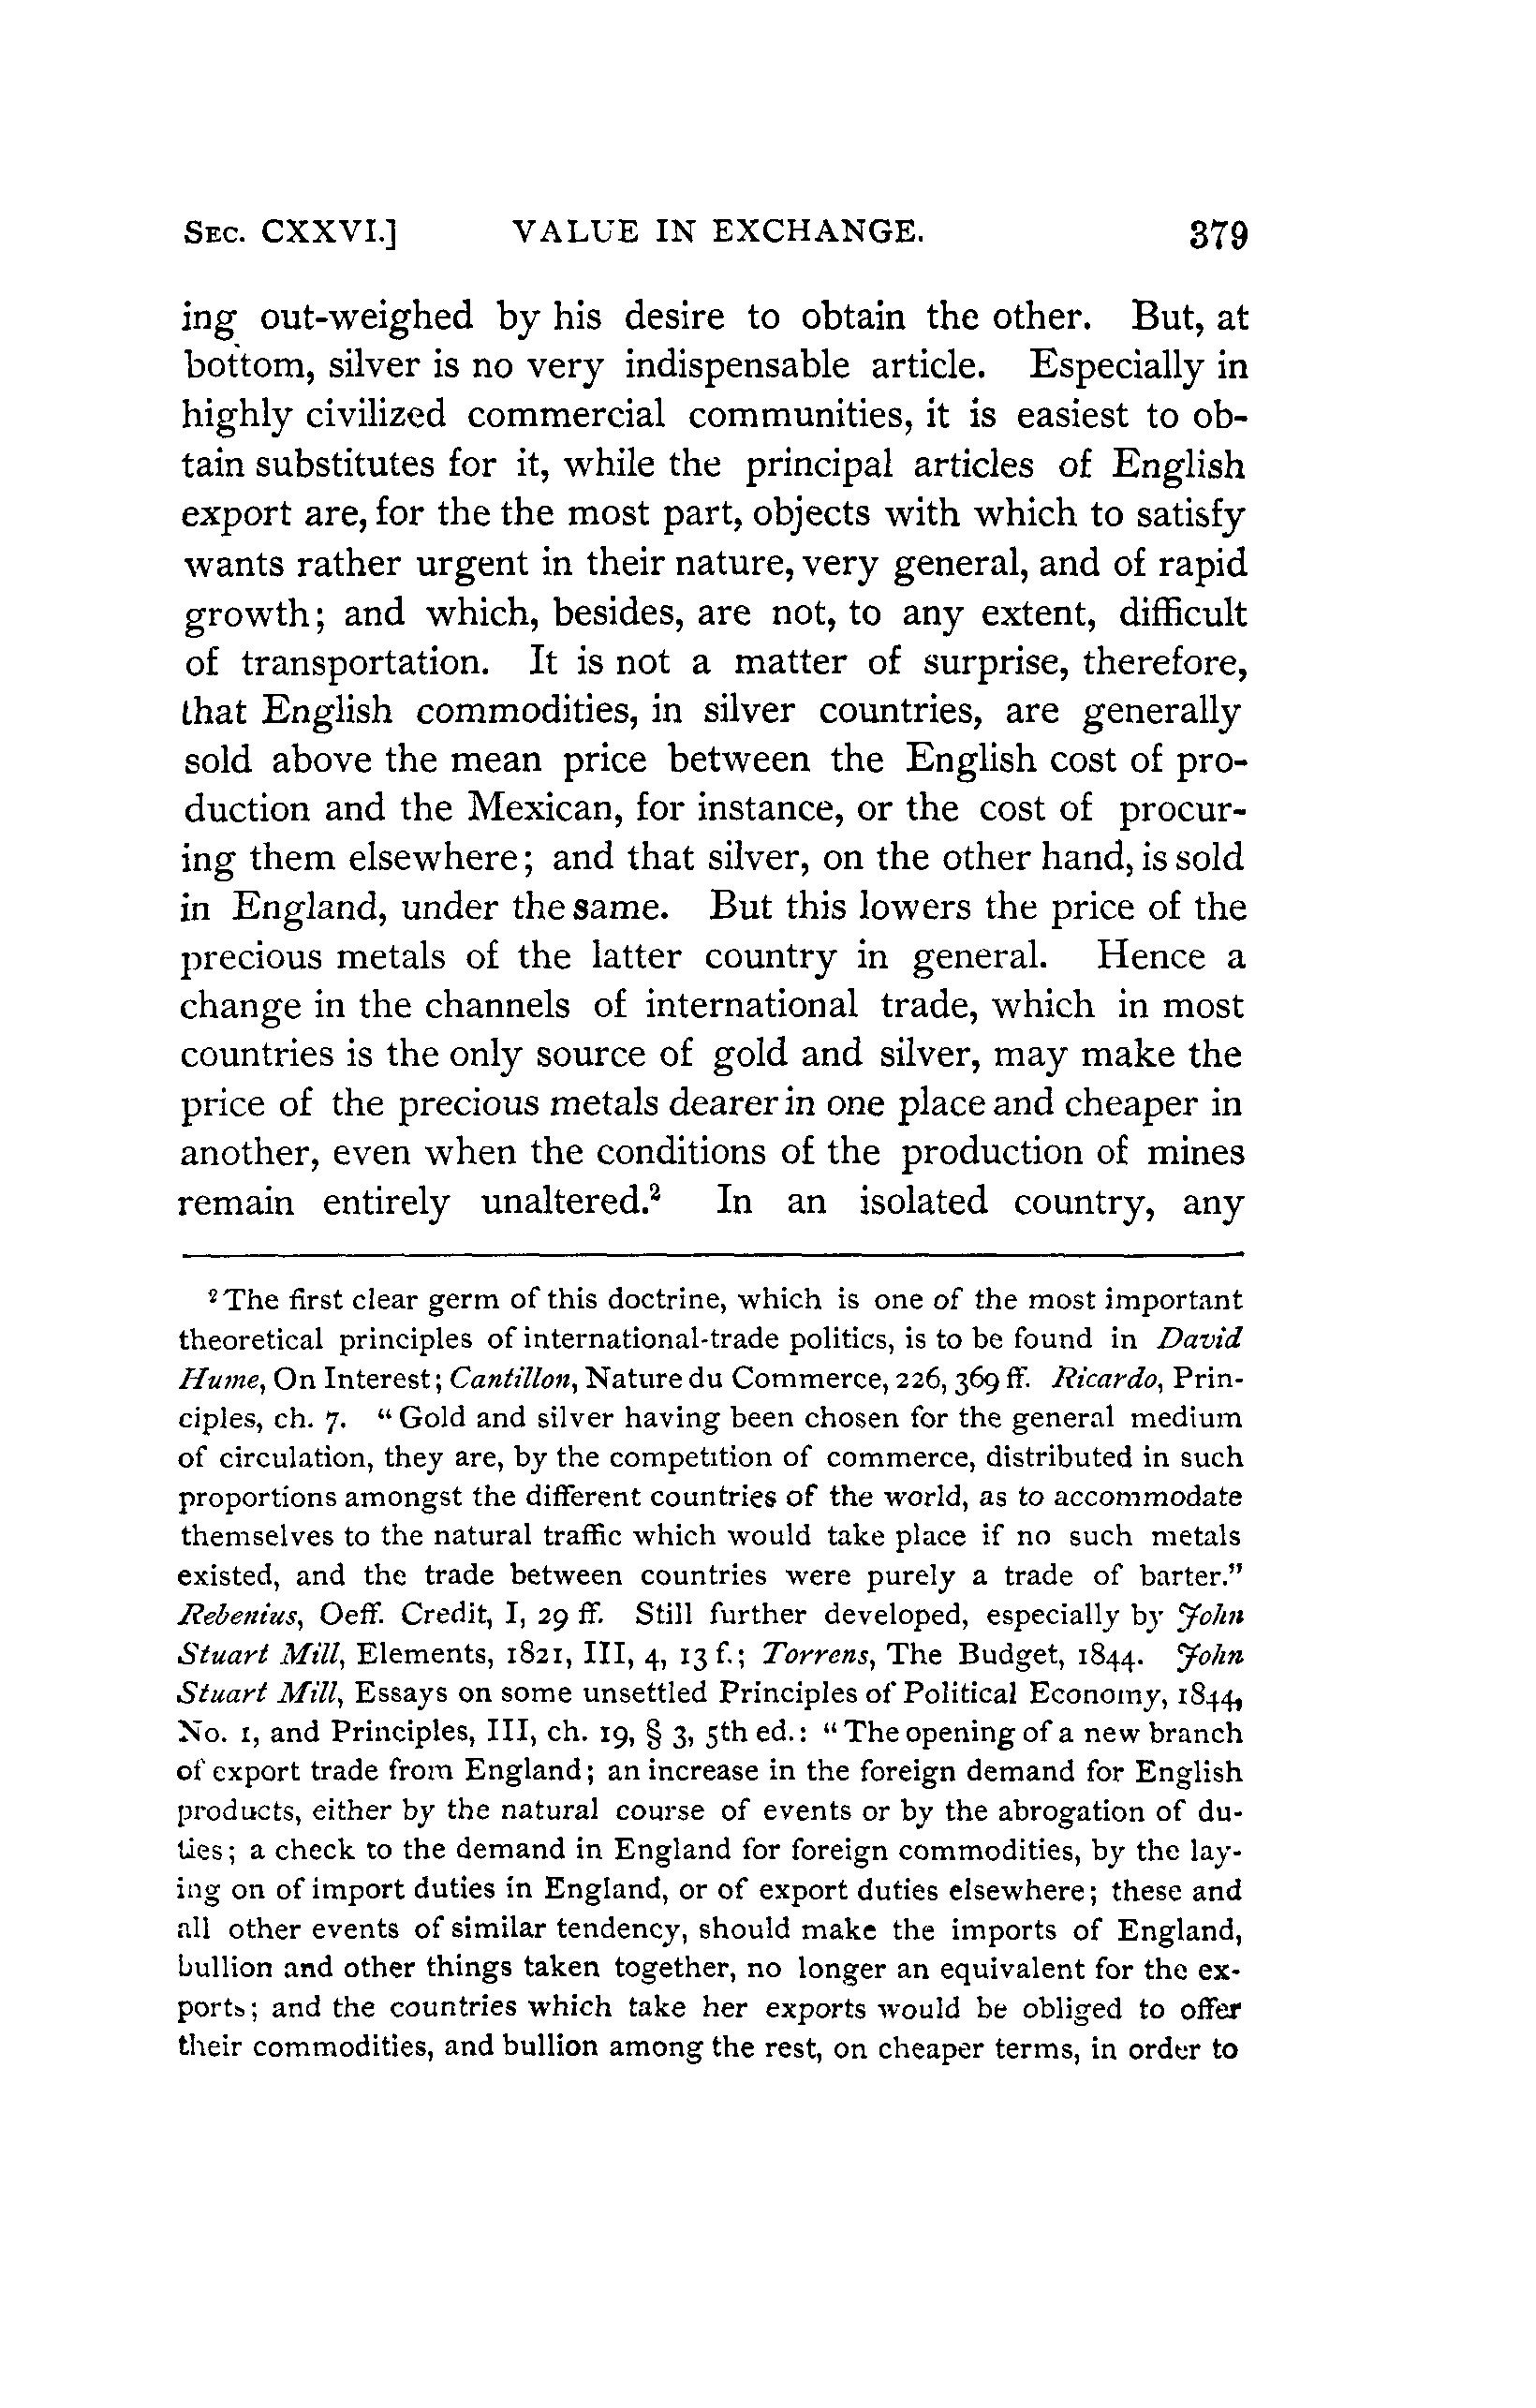 SEC. CXXVI.] VALUE IN EXCHANGE. 379
ing out-weighed by his desire to obtain the other. But, at
bottom, silver is no very indispensable article. Especially in
highly civilized commercial communities, it is easiest to ob-
tain substitutes for it, while the principal articles of English
export are, for the the most part, objects with which to satisfy
wants rather urgent in their nature, very general, and of rapid
growth; and which, besides, are not, to any extent, difficult
of transportation. It is not a matter of surprise, therefore,
that English commodities, in silver countries, are generally
sold above the mean price between the English cost of pro-
duction and the Mexican, for instance, or the cost of procur-
ing them elsewhere; and that silver, on the other hand, is sold
in England, under the same. But this lowers the price of the
precious metals of the latter country in general. Hence a
change in the channels of international trade, which in most
countries is the only source of gold and silver, may make the
price of the precious metals dearer in one place and cheaper in
another, even when the conditions of the production of mines
remain entirely unaltered.² In an isolated country, any
² The first clear germ of this doctrine, which is one of the most important
theoretical principles of international-trade politics, is to be found in David
Hume, On Interest; Cantillon, Nature du Commerce, 226, 369 ff. Ricardo, Prin-
ciples, ch. 7. "Gold and silver having been chosen for the general medium
of circulation, they are, by the competition of commerce, distributed in such
proportions amongst the different countries of the world, as to accommodate
themselves to the natural traffic which would take place if no such metals
existed, and the trade between countries were purely a trade of barter."
Rebenius, Oeff. Credit, I, 29 ff. Still further developed, especially by John
Stuart Mill, Elements, 1821, III, 4, 13 f.; Torrens, The Budget, 1844. John
Stuart Mill, Essays on some unsettled Principles of Political Economy, 1844,
No. 1, and Principles, III, ch. 19, § 3, 5th ed.: "The opening of a new branch
of export trade from England; an increase in the foreign demand for English
products, either by the natural course of events or by the abrogation of du-
ties; a check to the demand in England for foreign commodities, by the lay-
ing on of import duties in England, or of export duties elsewhere; these and
all other events of similar tendency, should make the imports of England,
bullion and other things taken together, no longer an equivalent for the ex-
ports; and the countries which take her exports would be obliged to offer
their commodities, and bullion among the rest, on cheaper terms, in order to